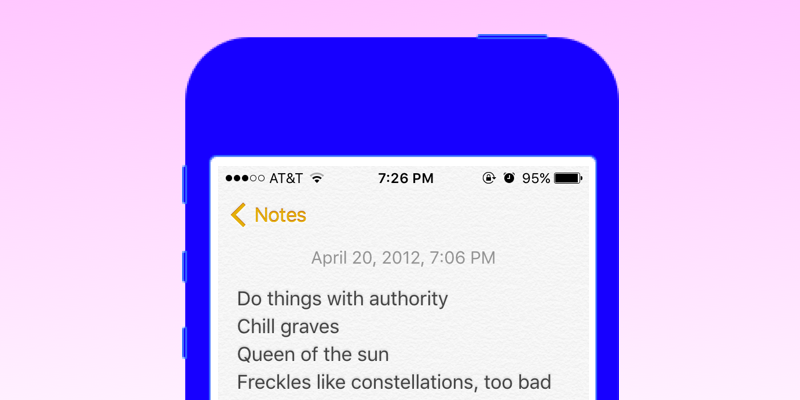 AT&T 7:26 PM 95%
Notes
April 20, 2012, 7:06 PM
Do things with authority
Chill graves
Queen of the sun
Freckles like constellations, too bad